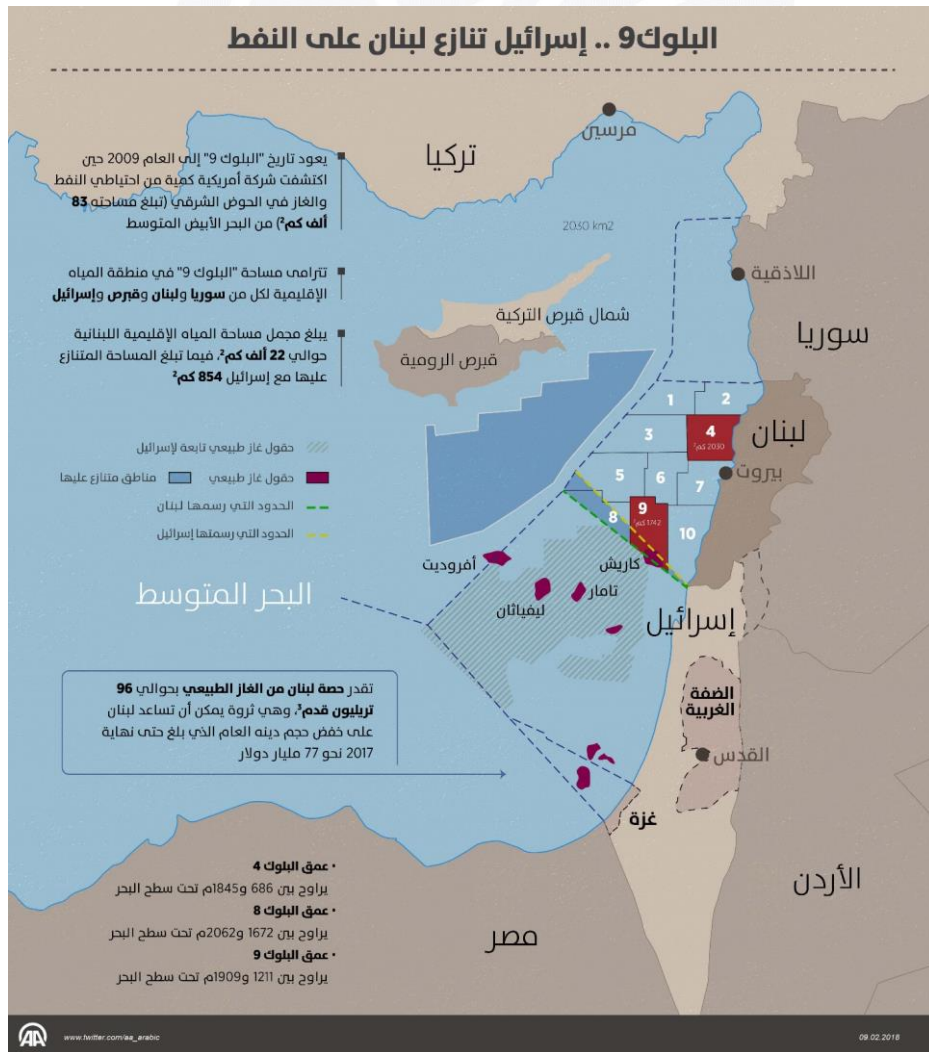 البلوك9 .. إسرائيل تنازع لبنان على النفط
مرسين
تركيا
يعود تاريخ "البلوك 9" إلى العام 2009 حين
اكتشفت شركة أمريكية كمية من احتياطي النفط
والغاز في الحوض الشرقي (تبلغ مساحته 83
ألف كم²) من البحر الأبيض المتوسط
2030 km2
اللاذقية
تترامى مساحة "البلوك 9" في منطقة المياه
الإقليمية لكل من سوريا ولبنان وقبرص وإسرائيل
شمال قبرص التركية
سوريا
يبلغ مجمل مساحة المياه الإقليمية اللبنانية
حوالي 22 ألف كم²، فيما تبلغ المساحة المتنازع
عليها مع إسرائيل 854 كم²
قبرص الرومية
1
2
3
4
2030 كم²
لبنان
حقول غاز طبيعي تابعة لإسرائيل
حقول غاز طبيعي
مناطق متنازع عليها
الحدود التي رسمها لبنان
الحدود التي رسمتها إسرائيل
5
6
7
بيروت
8
9
1742 كم²
10
أفروديت
كاريش
تامار
ليفياثان
البحر المتوسط
إسرائيل
تقدر حصة لبنان من الغاز الطبيعي بحوالي 96
تريليون قدم³، وهي ثروة يمكن أن تساعد لبنان
على خفض حجم دينه العام الذي بلغ حتى نهاية
2017 نحو 77 مليار دولار
الضفة
الغربية
القدس
غزة
الأردن
مصر
• عمق البلوك 4
يراوح بين 686 و1845م تحت سطح البحر
• عمق البلوك 8
يراوح بين 1672 و2062م تحت سطح البحر
• عمق البلوك 9
يراوح بين 1211 و1909م تحت سطح البحر
AA
www.twitter.com/aa_arabic
09.02.2018